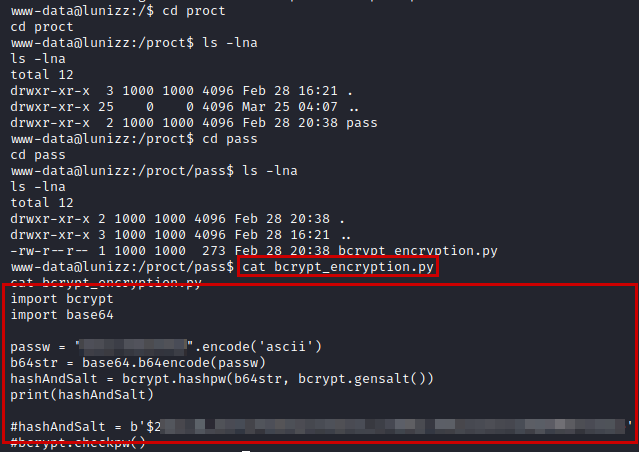 www-data@lunizz:/$ cd proct
cd proct
www-data@lunizz:/proct$ ls -lna
ls -lna
total 12
drwxr-xr-x  3 1000 1000 4096 Feb 28 16:21 .
drwxr-xr-x 25    0    0 4096 Mar 25 04:07 ..
drwxr-xr-x  2 1000 1000 4096 Feb 28 20:38 pass
www-data@lunizz:/proct$ cd pass
cd pass
www-data@lunizz:/proct/pass$ ls -lna
ls -lna
total 12
drwxr-xr-x 2 1000 1000 4096 Feb 28 20:38 .
drwxr-xr-x 3 1000 1000 4096 Feb 28 16:21 ..
-rw-r--r-- 1 1000 1000  273 Feb 28 20:38 bcrypt_encryption.py
www-data@lunizz:/proct/pass$ cat bcrypt_encryption.py
cat bcrypt_encryption.py
import bcrypt
import base64

passw = "".encode('ascii')
b64str = base64.b64encode(passw)
hashAndSalt = bcrypt.hashpw(b64str, bcrypt.gensalt())
print(hashAndSalt)

#hashAndSalt = b'$2'
#bcrypt.checkpw()